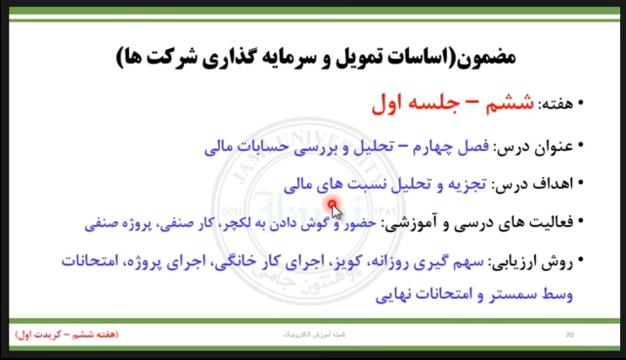 مضمون(اساسات تمویل و سرمایه گذاری شرکت ها)
• هفته: ششم – جلسه اول
• عنوان درس: فصل چهارم – تحلیل و بررسی حسابات مالی
• اهداف درس: تجزیه و تحلیل نسبت های مالی
• فعالیت های درسی و آموزشی: حضور و گوش دادن به لکچر، کار صنفی، پروژه صنفی
• روش ارزیابی: سهم گیری روزانه، کویز، اجرای کار خانگی، اجرای پروژه، امتحانات
وسط سمستر و امتحانات نهایی
(هفته ششم – کریدت اول)
کمیته آموزش الکترونیک
70